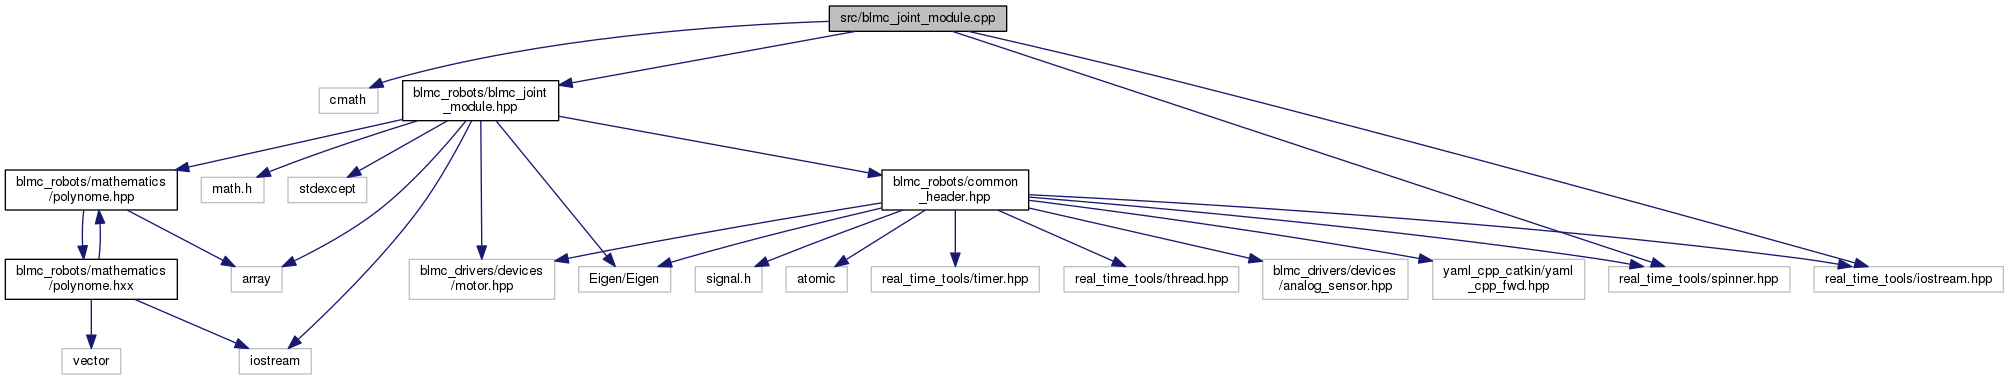 src/blmc_joint_module.cpp
cmath
blmc_robots/blmc_joint
_module.hpp
blmc_robots/mathematics
/polynome.hpp
math.h
stdexcept
blmc_robots/common
_header.hpp
blmc_robots/mathematics
/polynome.hxx
array
blmc_drivers/devices
/motor.hpp
Eigen/Eigen
signal.h
atomic
real_time_tools/timer.hpp
real_time_tools/thread.hpp
blmc_drivers/devices
/analog_sensor.hpp
yaml_cpp_catkin/yaml
_cpp_fwd.hpp
real_time_tools/spinner.hpp
real_time_tools/iostream.hpp
vector
iostream